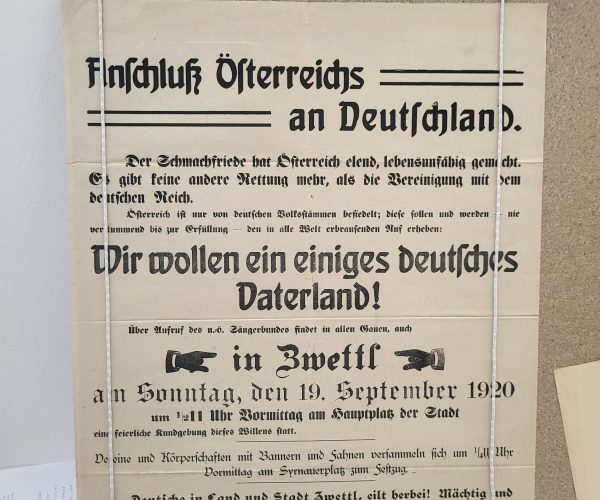 Anschluß Österreichs
an Deutschland.
Der Schmachfriede hat Österreich elend, lebensunfähig gemacht.
Es gibt keine andere Rettung mehr, als die Vereinigung mit dem
deutschen Reich.
Österreich ist nur von deutschen Volksstämmen besiedelt; diese sollen und werden — nie
verstummend bis zur Erfüllung — den in alle Welt erbrausenden Ruf erheben:
Wir wollen ein einiges deutsches
Vaterland!
Über Aufruf des n.-ö. Sängerbundes findet in allen Gauen, auch
in Zwettl
am Sonntag, den 19. September 1920
um ½11 Uhr Vormittag am Hauptplatz der Stadt
eine feierliche Kundgebung dieses Willens statt.
Vereine und Körperschaften mit Bannern und Fahnen versammeln sich um ¼11 Uhr
Vormittag am Syrnauerplatz zum Festzug.
Deutsche in Land und Stadt Zwettl, eilt herbei! Mächtig und